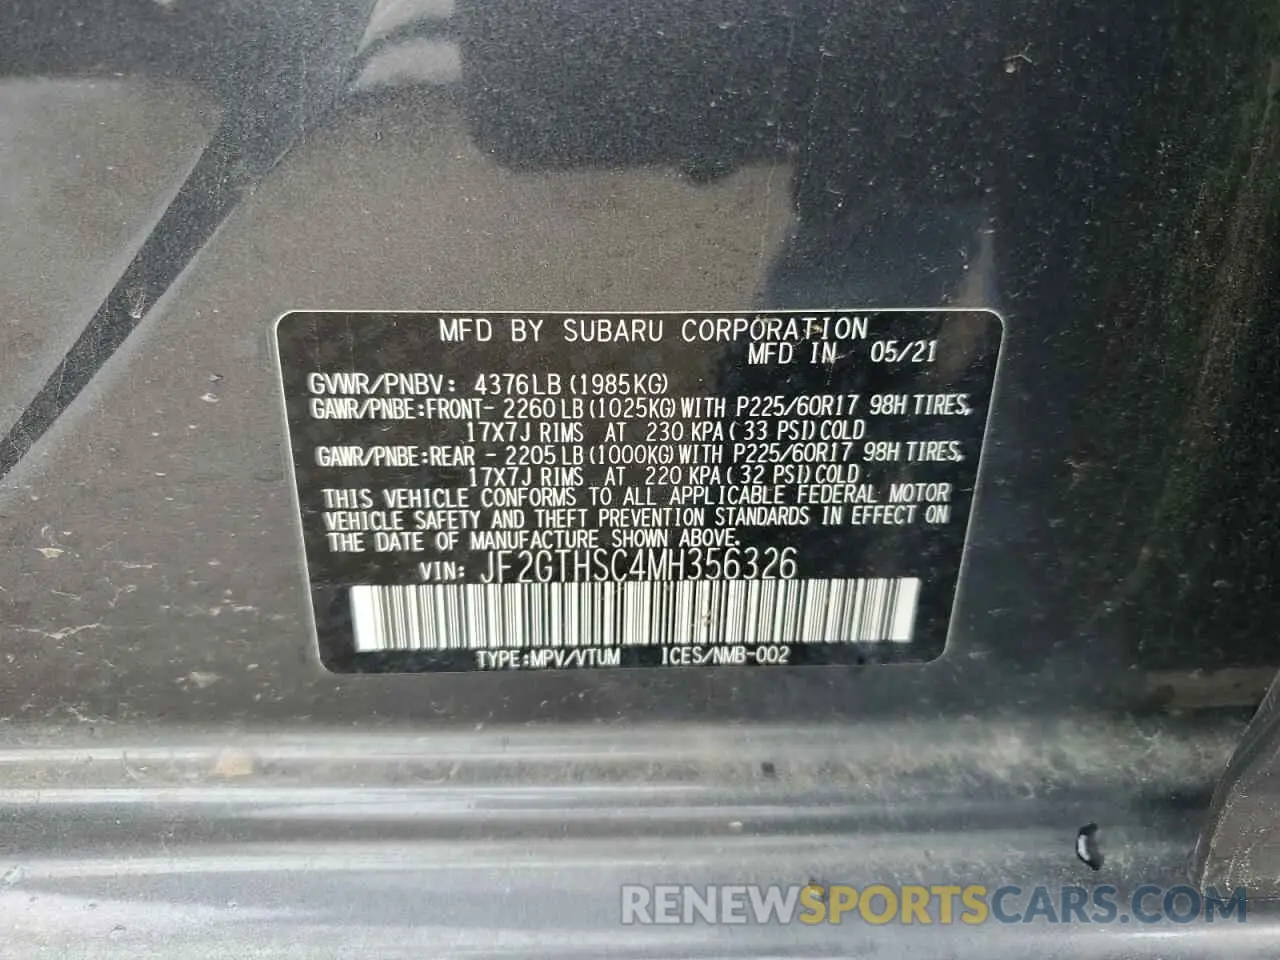 MFD BY SUBARU CORPORATION
MFD IN 05/21
GVWR/PNBV: 4376LB (1985KG)
GAWR/PNBE:FRONT- 2260LB (1025KG) WITH P225/60R17 98H TIRES,
17X7J RIMS AT 230 KPA (33 PSI) COLD
GAWR/PNBE:REAR - 2205LB (1000KG) WITH P225/60R17 98H TIRES,
17X7J RIMS AT 220 KPA (32 PSI) COLD
THIS VEHICLE CONFORMS TO ALL APPLICABLE FEDERAL MOTOR
VEHICLE SAFETY AND THEFT PREVENTION STANDARDS IN EFFECT ON
THE DATE OF MANUFACTURE SHOWN ABOVE.
VIN: JF2GTHSC4MH356326
TYPE:MPV/VTUM ICES/NMB-002
RENEWSPORTSCARS.COM